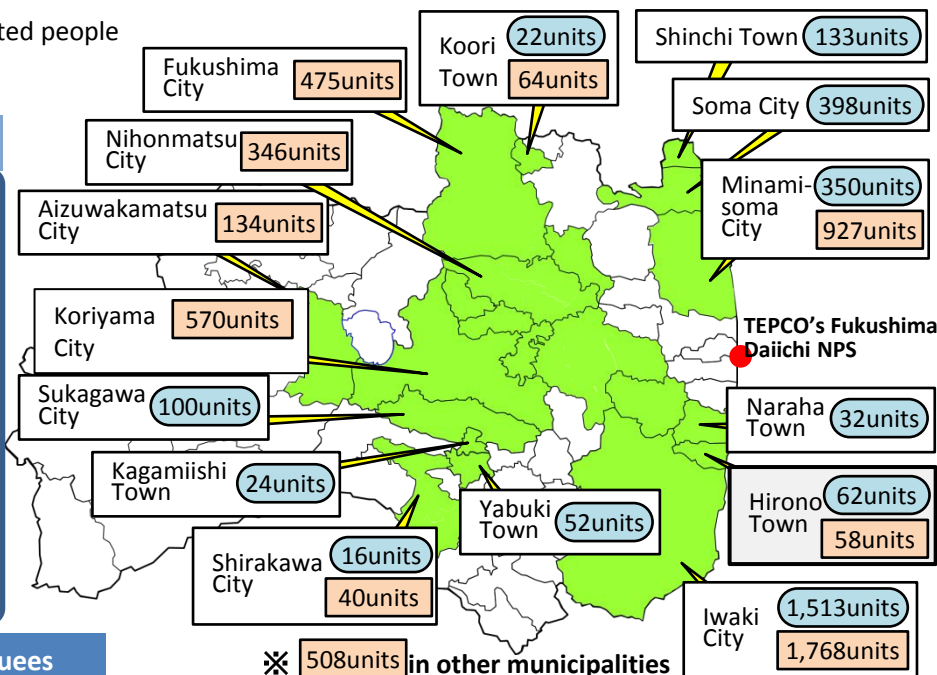 ted people
Koori
Town
22units
64units
Shinchi Town 133units
Fukushima
City
475units
Soma City 398units
Nihonmatsu
City
346units
Minami-
soma
City
350units
927units
Aizuwakamatsu
City
134units
Koriyama
City
570units
TEPCO's Fukushima
Daiichi NPS
Sukagawa
City
100units
Naraha
Town
32units
Kagamiishi
Town
24units
Yabuki
Town
52units
Hirono
Town
62units
58units
Shirakawa
City
16units
40units
Iwaki
City
1,513units
1,768units
uees
※ 508units in other municipalities